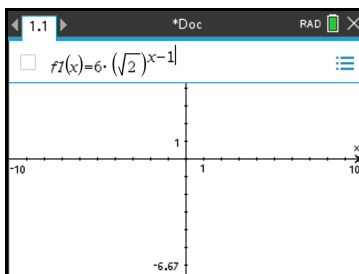 1.1 *Doc RAD
f1(x)=6·(√2)^(x−1)
1
x
-10 1 10
-6.67